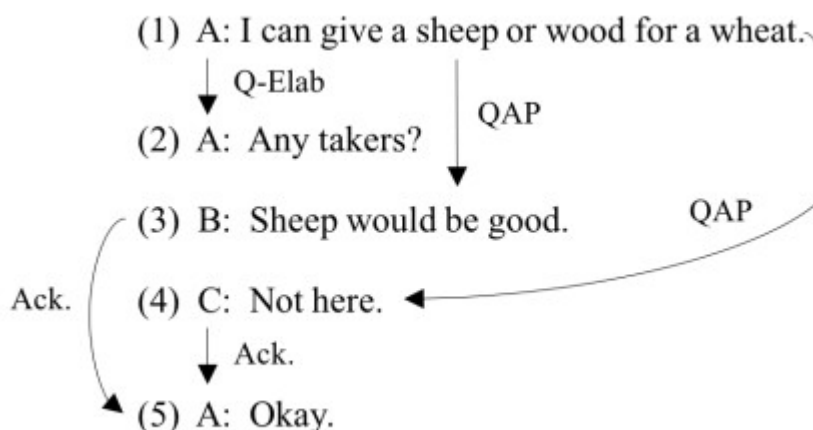 (1) A: I can give a sheep or wood for a wheat.
Q-Elab
QAP
(2) A: Any takers?
(3) B: Sheep would be good.
QAP
Ack.
(4) C: Not here.
Ack.
(5) A: Okay.